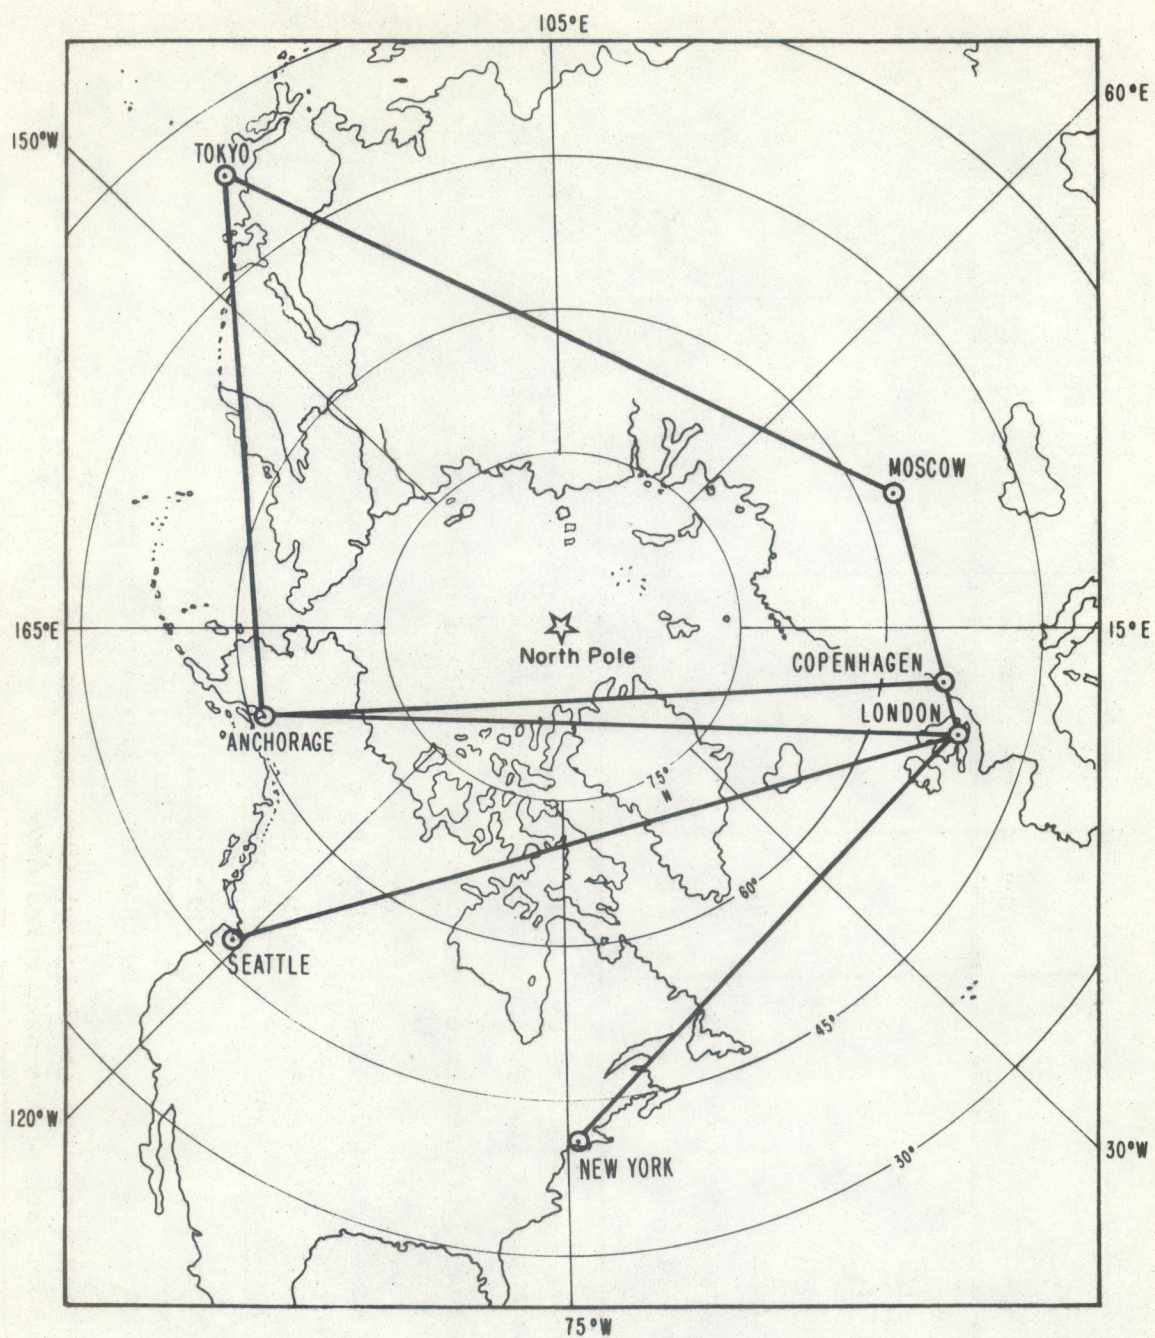 105°E
60°E
150°W
TOKYO
MOSCOW
165°E
15°E
North Pole
COPENHAGEN
LONDON
ANCHORAGE
75°
N
60°
SEATTLE
45°
120°W
30°
30°W
NEW YORK
75°W